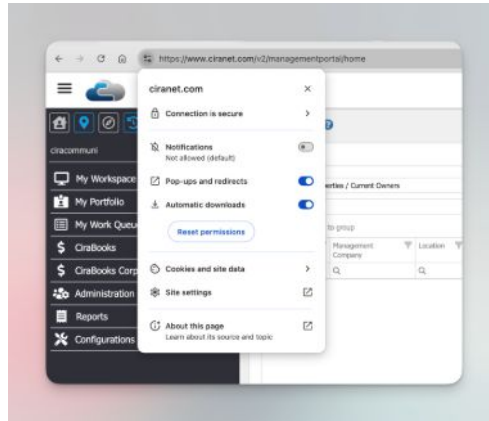 https://www.ciranet.com/v2/managementportal/home
ciranet.com
Connection is secure
ciracommuni
Notifications
Not allowed (default)
My Workspace
Pop-ups and redirects
erties / Current Owners
My Portfolio
Automatic downloads
My Work Queu
Reset permissions
to group
CiraBooks
Management Company
Location
CiraBooks Corp
Cookies and site data
Administration
Site settings
Reports
About this page
Configurations
Learn about its source and topic